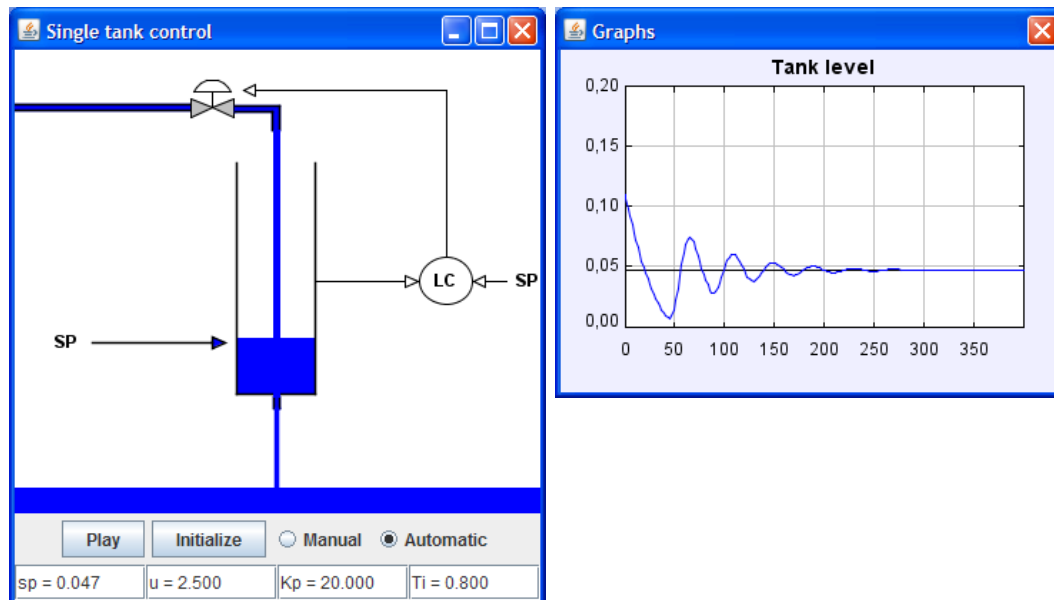 Single tank control
LC
SP
SP
Play Initialize Manual Automatic
sp = 0.047 u = 2.500 Kp = 20.000 Ti = 0.800
Graphs
Tank level
0,20
0,15
0,10
0,05
0,00
0 50 100 150 200 250 300 350